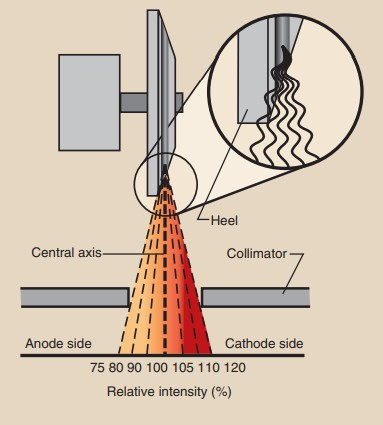 Heel
Central axis
Collimator
Anode side
Cathode side
75 80 90 100 105 110 120
Relative intensity (%)